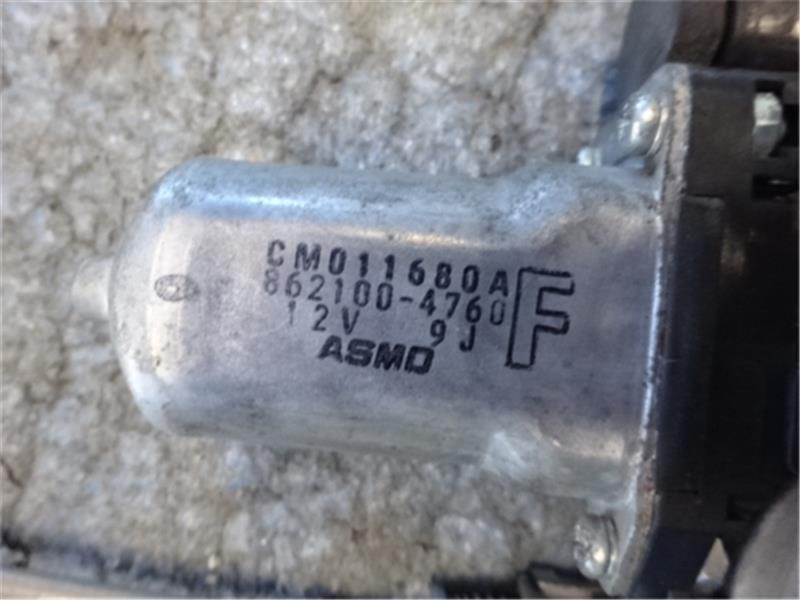 CM011680A
862100-4760
12V 9J
ASMO
F